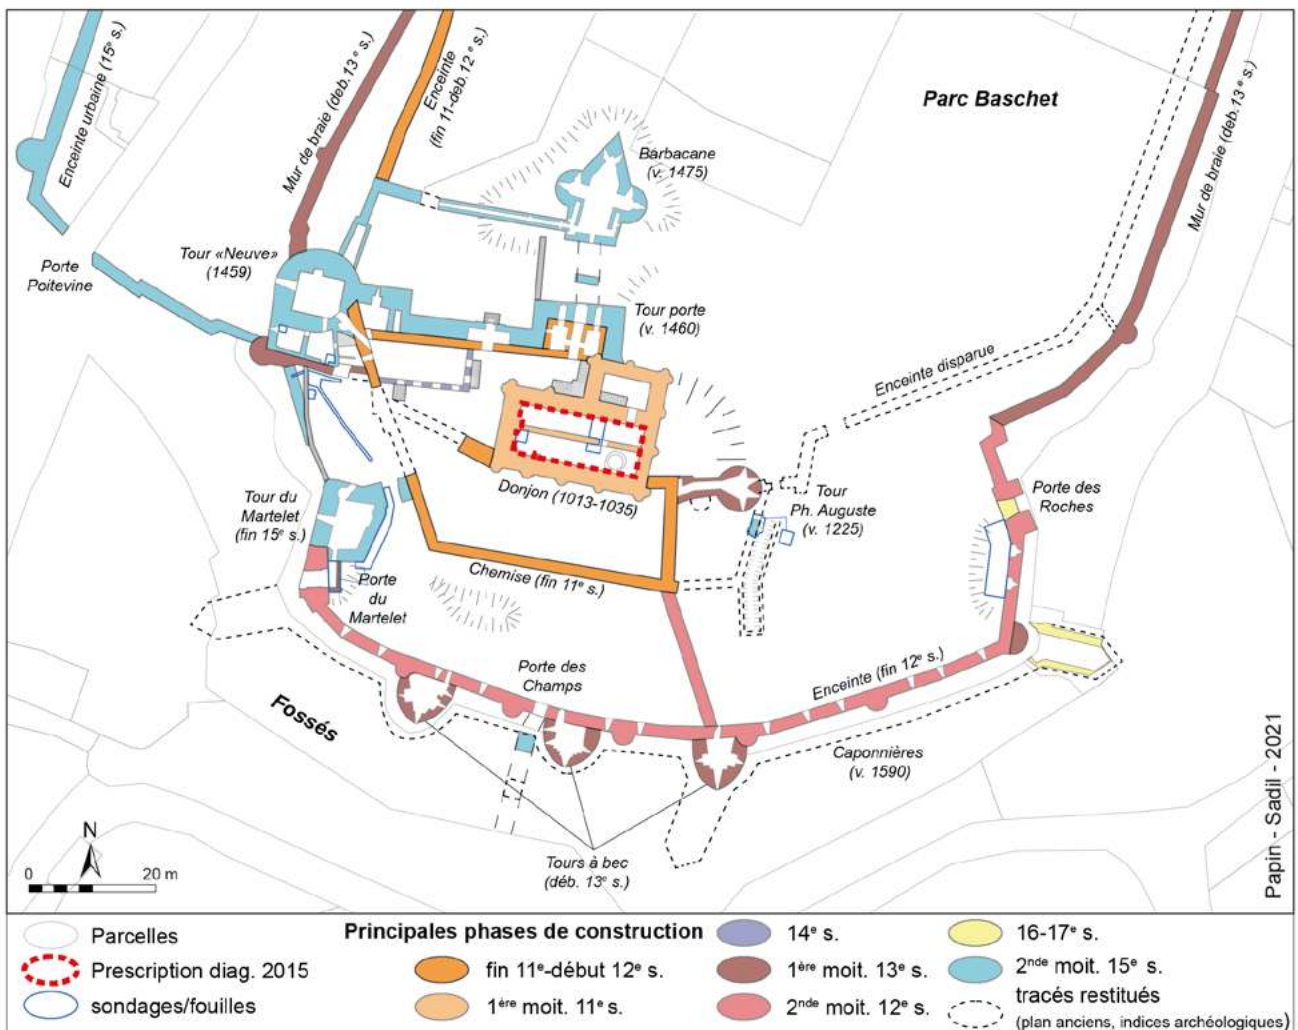 Enceinte urbaine (15e s.)
Mur de braie (deb.13e s.)
Enceinte
(fin 11-deb.12e s.)
Parc Baschet
Mur de braie (deb.13e s.)
Barbacane
(v. 1475)
Tour «Neuve»
(1459)
Porte
Poitevine
Tour porte
(v. 1460)
Enceinte disparue
Donjon (1013-1035)
Tour
Ph. Auguste
(v. 1225)
Porte des
Roches
Tour du
Martelet
(fin 15e s.)
Chemise (fin 11e s.)
Porte
du
Martelet
Porte des
Champs
Enceinte (fin 12e s.)
Fossés
Caponnières
(v. 1590)
Tours à bec
(déb. 13e s.)
N
0 20 m
Papin - Sadil - 2021
Parcelles
Prescription diag. 2015
sondages/fouilles
Principales phases de construction
fin 11e-début 12e s.
1ère moit. 11e s.
14e s.
1ère moit. 13e s.
2nde moit. 12e s.
16-17e s.
2nde moit. 15e s.
tracés restitués
(plan anciens, indices archéologiques)